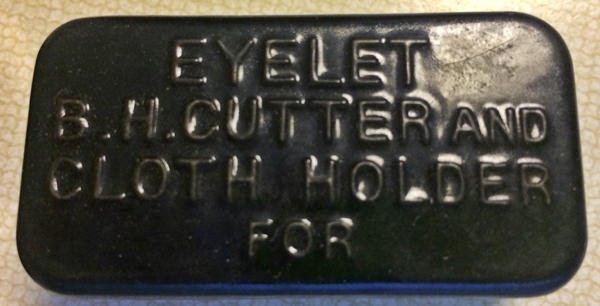 EYELET
B.H.CUTTER AND
CLOTH HOLDER
FOR